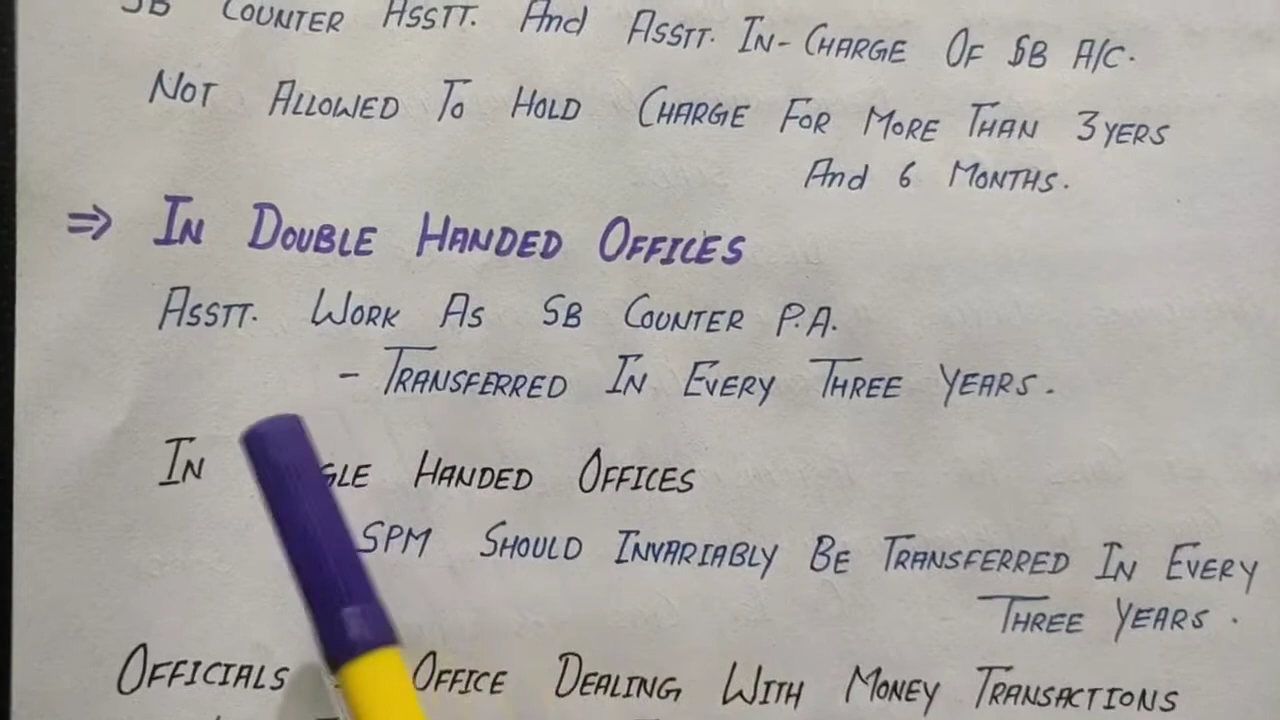 SB COUNTER ASSTT. And ASSTT. IN-CHARGE OF SB A/C.
NOT ALLOWED TO HOLD CHARGE FOR MORE THAN 3 YERS
And 6 MONTHS.
⇒ IN DOUBLE HANDED OFFICES
ASSTT. WORK AS SB COUNTER P.A.
- TRANSFERRED IN EVERY THREE YEARS.
IN GLE HANDED OFFICES
SPM SHOULD INVARIABLY BE TRANSFERRED IN EVERY
THREE YEARS.
OFFICIALS OFFICE DEALING WITH MONEY TRANSACTIONS